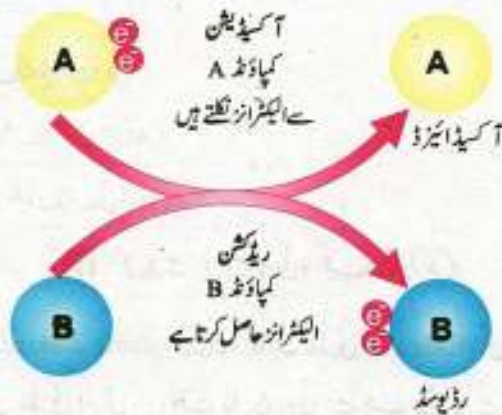 A
e⁻
e⁻
آکسیڈیشن
کمپاؤنڈ A
سے الیکٹرانز نکلتے ہیں
A
آکسیڈائیزڈ
B
ریڈکشن
کمپاؤنڈ B
الیکٹرانز حاصل کرتا ہے
e⁻
e⁻
B
رڈیوسڈ